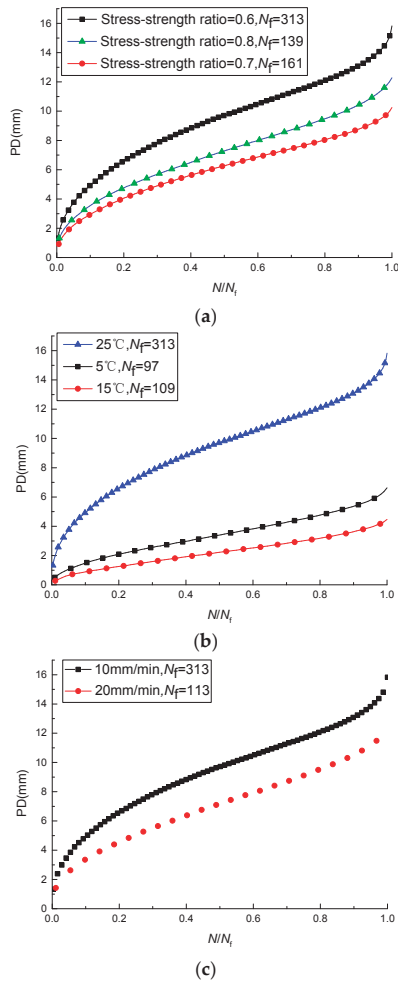 Stress-strength ratio=0.6,Nf=313
Stress-strength ratio=0.8,Nf=139
Stress-strength ratio=0.7,Nf=161
PD(mm)
16
14
12
10
8
6
4
2
0
0.0 0.2 0.4 0.6 0.8 1.0
N/Nf
(a)
25℃,Nf=313
5℃,Nf=97
15℃,Nf=109
PD(mm)
16
14
12
10
8
6
4
2
0
0.0 0.2 0.4 0.6 0.8 1.0
N/Nf
(b)
10mm/min,Nf=313
20mm/min,Nf=113
PD(mm)
16
14
12
10
8
6
4
2
0
0.0 0.2 0.4 0.6 0.8 1.0
N/Nf
(c)